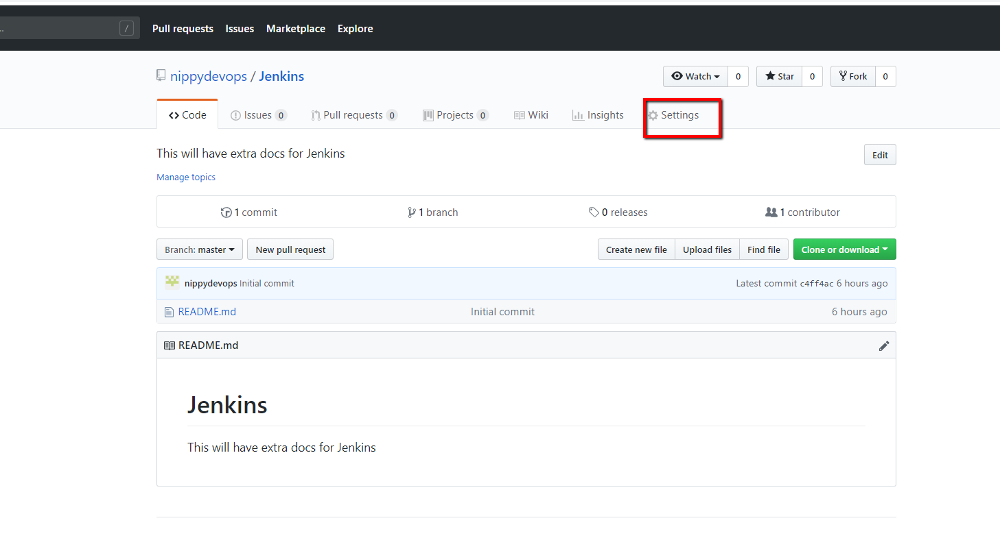 .. / Pull requests Issues Marketplace Explore
nippydevops / Jenkins Watch 0 Star 0 Fork 0
Code Issues 0 Pull requests 0 Projects 0 Wiki Insights Settings
This will have extra docs for Jenkins Edit
Manage topics
1 commit 1 branch 0 releases 1 contributor
Branch: master New pull request Create new file Upload files Find file Clone or download
nippydevops Initial commit Latest commit c4ff4ac 6 hours ago
README.md Initial commit 6 hours ago
README.md
Jenkins
This will have extra docs for Jenkins